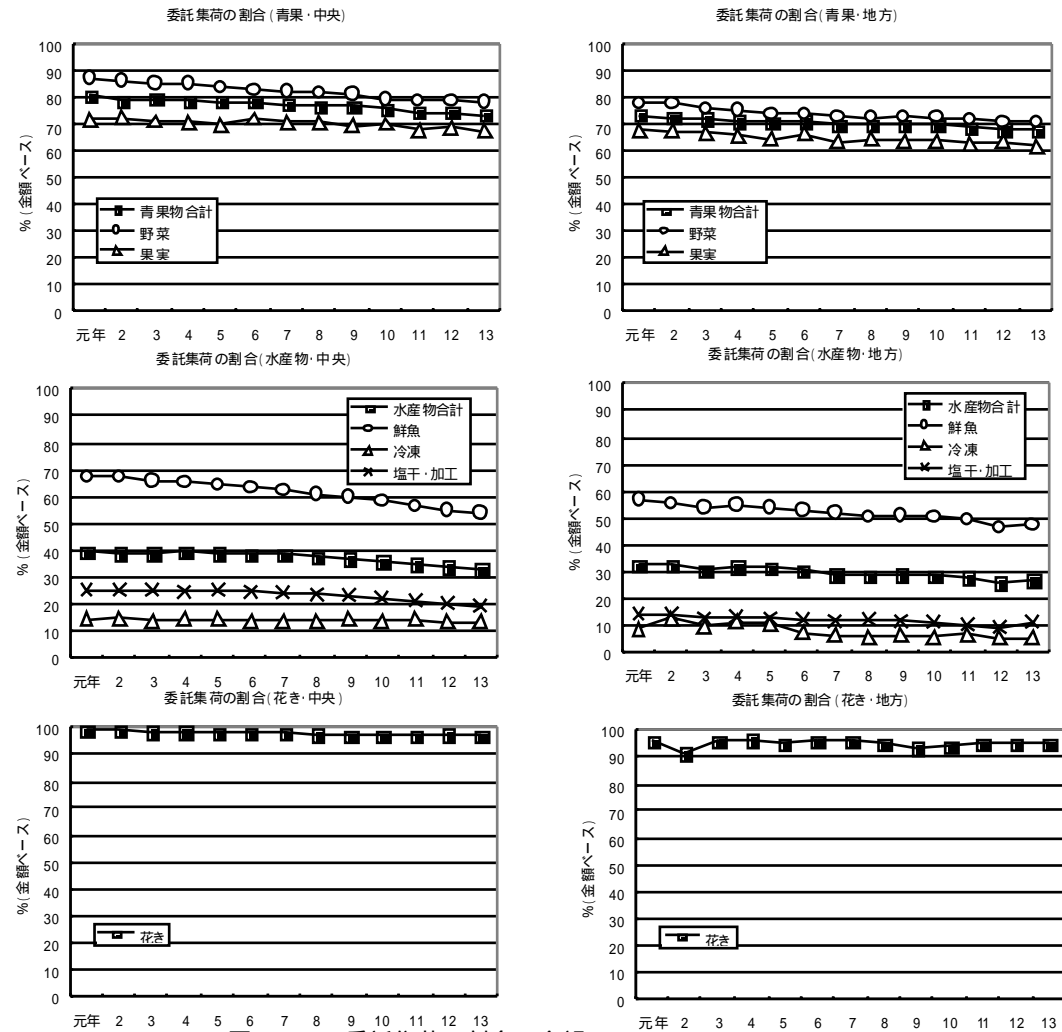 委託集荷の割合(青果・中央)
100
90
80
70
60
50
40
30
20
10
0
%(金額ベース)
青果物合計
野菜
果実
元年 2 3 4 5 6 7 8 9 10 11 12 13
委託集荷の割合(青果・地方)
100
90
80
70
60
50
40
30
20
10
0
%(金額ベース)
青果物合計
野菜
果実
元年 2 3 4 5 6 7 8 9 10 11 12 13
委託集荷の割合(水産物・中央)
100
90
80
70
60
50
40
30
20
10
0
%(金額ベース)
水産物合計
鮮魚
冷凍
塩干・加工
元年 2 3 4 5 6 7 8 9 10 11 12 13
委託集荷の割合(水産物・地方)
100
90
80
70
60
50
40
30
20
10
0
%(金額ベース)
水産物合計
鮮魚
冷凍
塩干・加工
元年 2 3 4 5 6 7 8 9 10 11 12 13
委託集荷の割合(花き・中央)
100
90
80
70
60
50
40
30
20
10
0
%(金額ベース)
花き
元年 2 3 4 5 6 7 8 9 10 11 12 13
委託集荷の割合(花き・地方)
100
90
80
70
60
50
40
30
20
10
0
%(金額ベース)
花き
元年 2 3 4 5 6 7 8 9 10 11 12 13